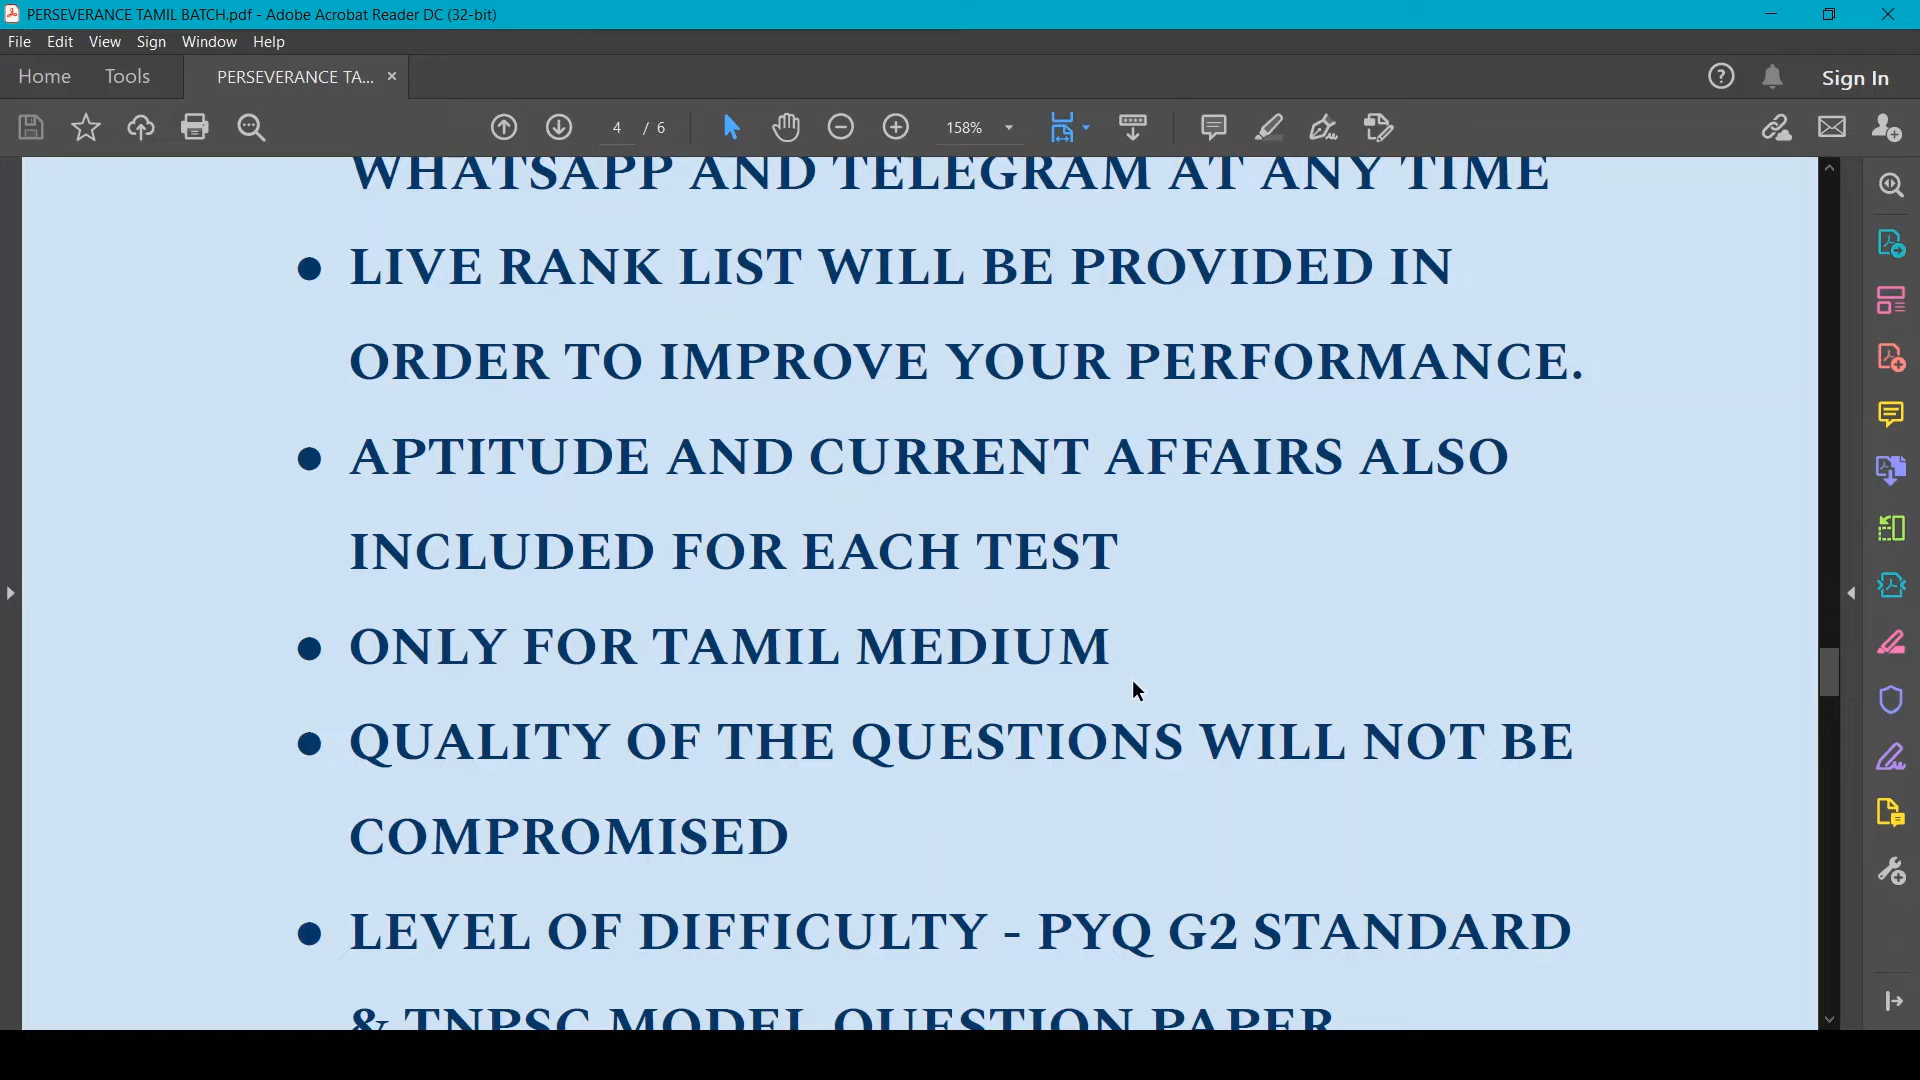 PERSEVERANCE TAMIL BATCH.pdf - Adobe Acrobat Reader DC (32-bit)
File Edit View Sign Window Help
Home Tools PERSEVERANCE TA... × Sign In
4 / 6 158%
WHATSAPP AND TELEGRAM AT ANY TIME
● LIVE RANK LIST WILL BE PROVIDED IN
ORDER TO IMPROVE YOUR PERFORMANCE.
● APTITUDE AND CURRENT AFFAIRS ALSO
INCLUDED FOR EACH TEST
● ONLY FOR TAMIL MEDIUM
● QUALITY OF THE QUESTIONS WILL NOT BE
COMPROMISED
● LEVEL OF DIFFICULTY - PYQ G2 STANDARD
& TNPSC MODEL QUESTION PAPER